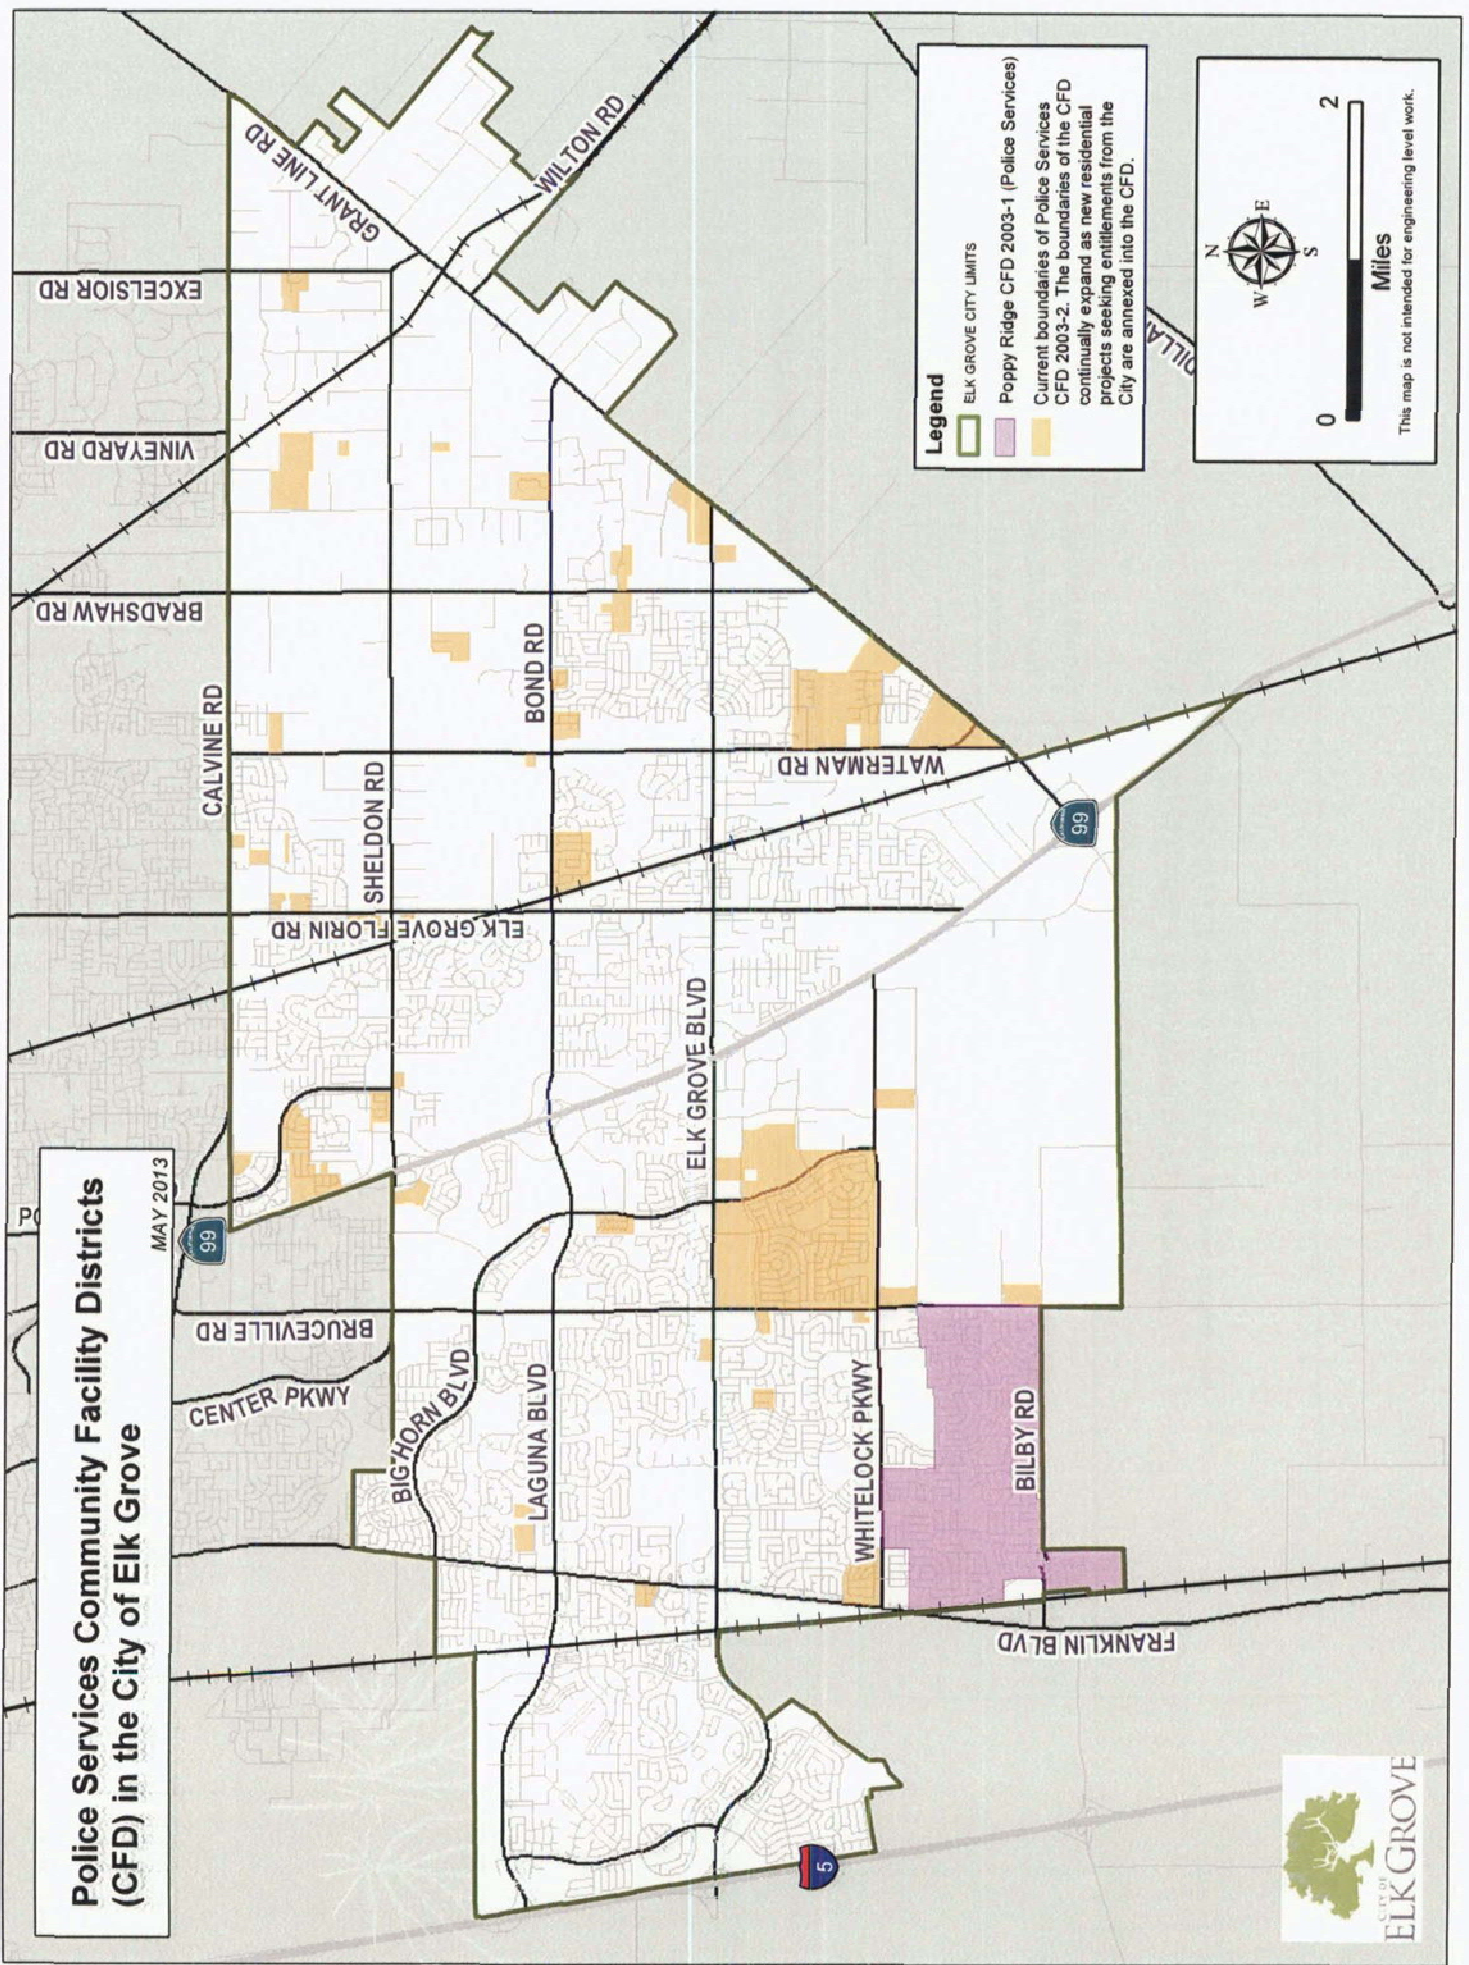 Police Services Community Facility Districts
(CFD) in the City of Elk Grove
MAY 2013
99
CENTER PKWY
BRUCEVILLE RD
EXCELSIOR RD
VINEYARD RD
BRADSHAW RD
CALVINE RD
SHELDON RD
ELK GROVE FLORIN RD
GRANT LINE RD
WILTON RD
BIG HORN BLVD
LAGUNA BLVD
BOND RD
ELK GROVE BLVD
WATERMAN RD
WHITELOCK PKWY
BILBY RD
FRANKLIN BLVD
99
5
Legend
ELK GROVE CITY LIMITS
Poppy Ridge CFD 2003-1 (Police Services)
Current boundaries of Police Services
CFD 2003-2. The boundaries of the CFD
continually expand as new residential
projects seeking entitlements from the
City are annexed into the CFD.
N
W
E
S
0
2
Miles
This map is not intended for engineering level work.
CITY OF
ELK GROVE